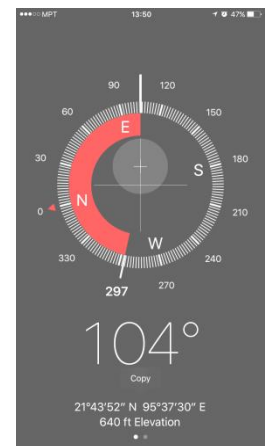 MPT 13:50 47%
90 120
60 150
E
30 S 180
0 N 210
W
330 240
297 270
104°
Copy
21°43'52" N 95°37'30" E
640 ft Elevation